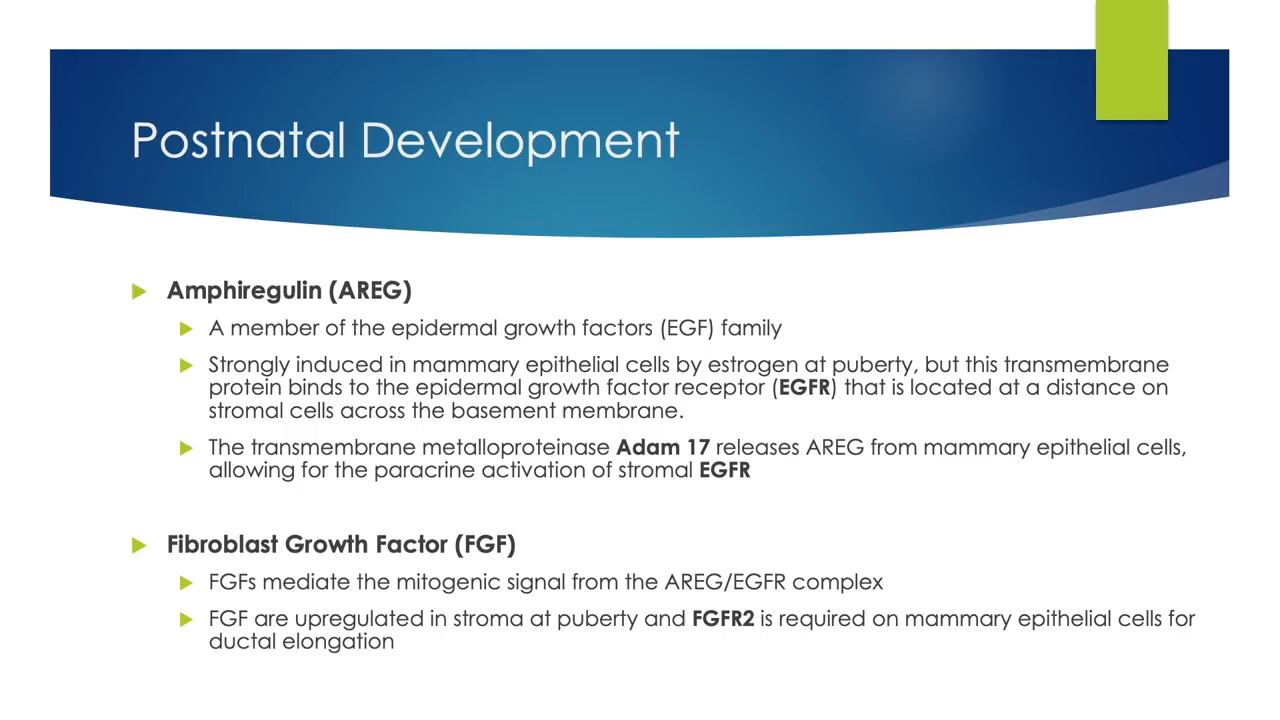 Postnatal Development
Amphiregulin (AREG)
A member of the epidermal growth factors (EGF) family
Strongly induced in mammary epithelial cells by estrogen at puberty, but this transmembrane
protein binds to the epidermal growth factor receptor (EGFR) that is located at a distance on
stromal cells across the basement membrane.
The transmembrane metalloproteinase Adam 17 releases AREG from mammary epithelial cells,
allowing for the paracrine activation of stromal EGFR
Fibroblast Growth Factor (FGF)
FGFs mediate the mitogenic signal from the AREG/EGFR complex
FGF are upregulated in stroma at puberty and FGFR2 is required on mammary epithelial cells for
ductal elongation